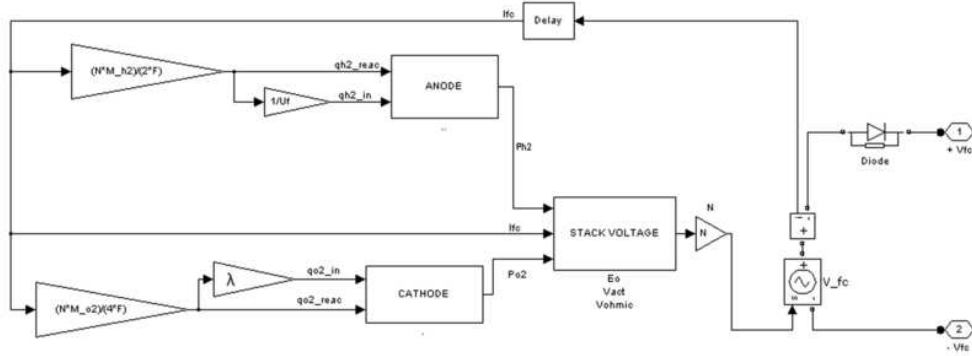 Ifc
Delay
(N*M_h2)/(2*F)
qh2_reac
1/Uf
qh2_in
ANODE
1
+ Vfc
Diode
Ph2
N
Ifc
STACK VOLTAGE
N
- 
+
+
λ
qo2_in
Po2
Eo
Vact
Vohmic
V_fc
(N*M_o2)/(4*F)
qo2_reac
CATHODE
2
- Vfc